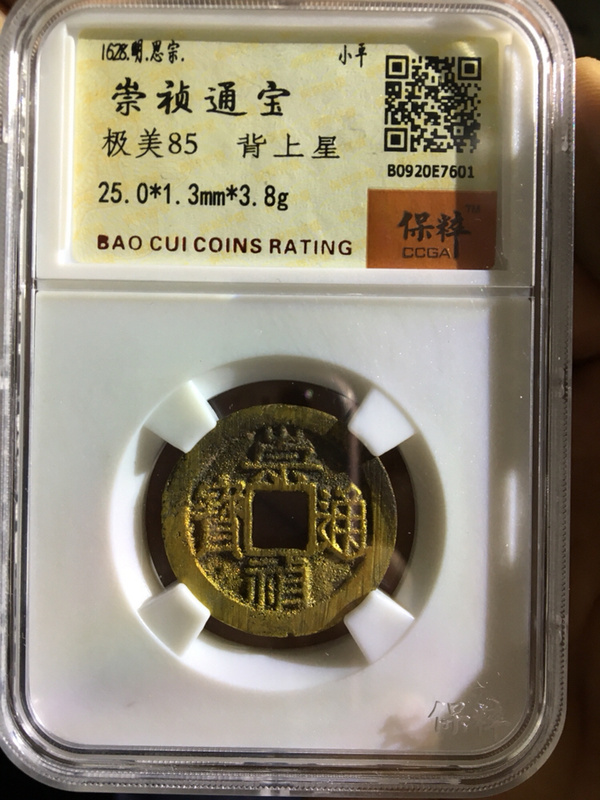 1628.明.思宗. 小平
崇祯通宝
极美85 背上星
B0920E7601
25.0*1.3mm*3.8g
保粹 TM
CCGA
BAO CUI COINS RATING
崇
寶 通
禎
保粹